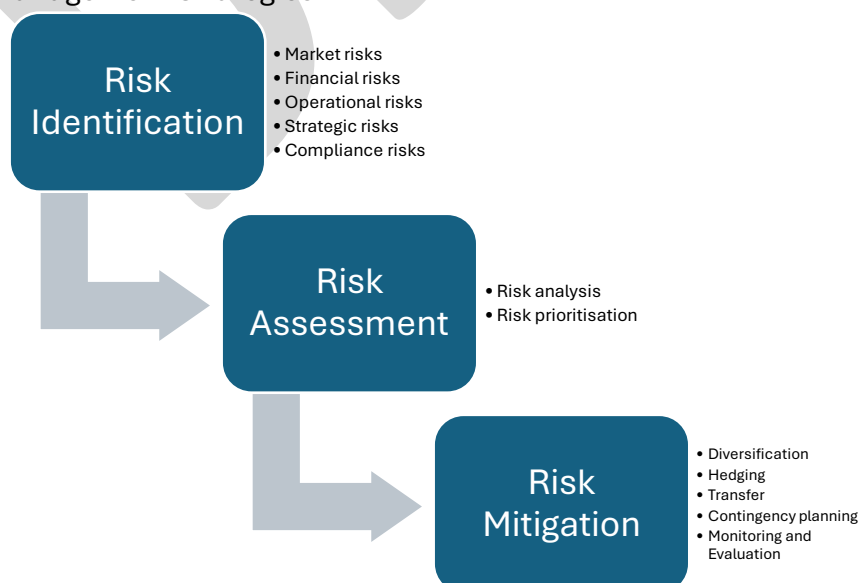 Risk
Identification
• Market risks
• Financial risks
• Operational risks
• Strategic risks
• Compliance risks
Risk
Assessment
• Risk analysis
• Risk prioritisation
Risk
Mitigation
• Diversification
• Hedging
• Transfer
• Contingency planning
• Monitoring and
Evaluation